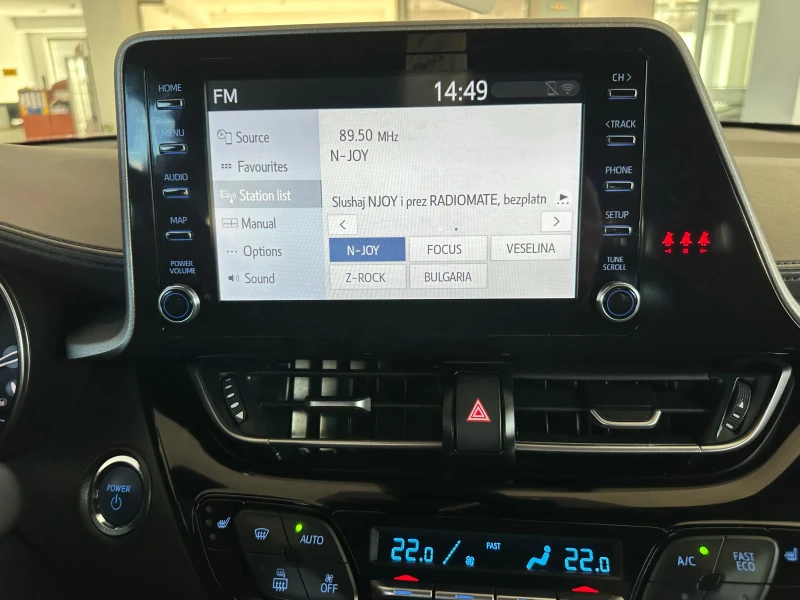 HOME
MENU
AUDIO
MAP
POWER
VOLUME
FM 14:49
Source
Favourites
Station list
Manual
Options
Sound
89.50 MHz
N-JOY
Slushaj NJOY i prez RADIOMATE, bezplatn ...
< >
N-JOY FOCUS VESELINA
Z-ROCK BULGARIA
CH >
< TRACK
PHONE
SETUP
TUNE
SCROLL
POWER
AUTO
OFF
22.0 FAST 22.0
A/C FAST
ECO